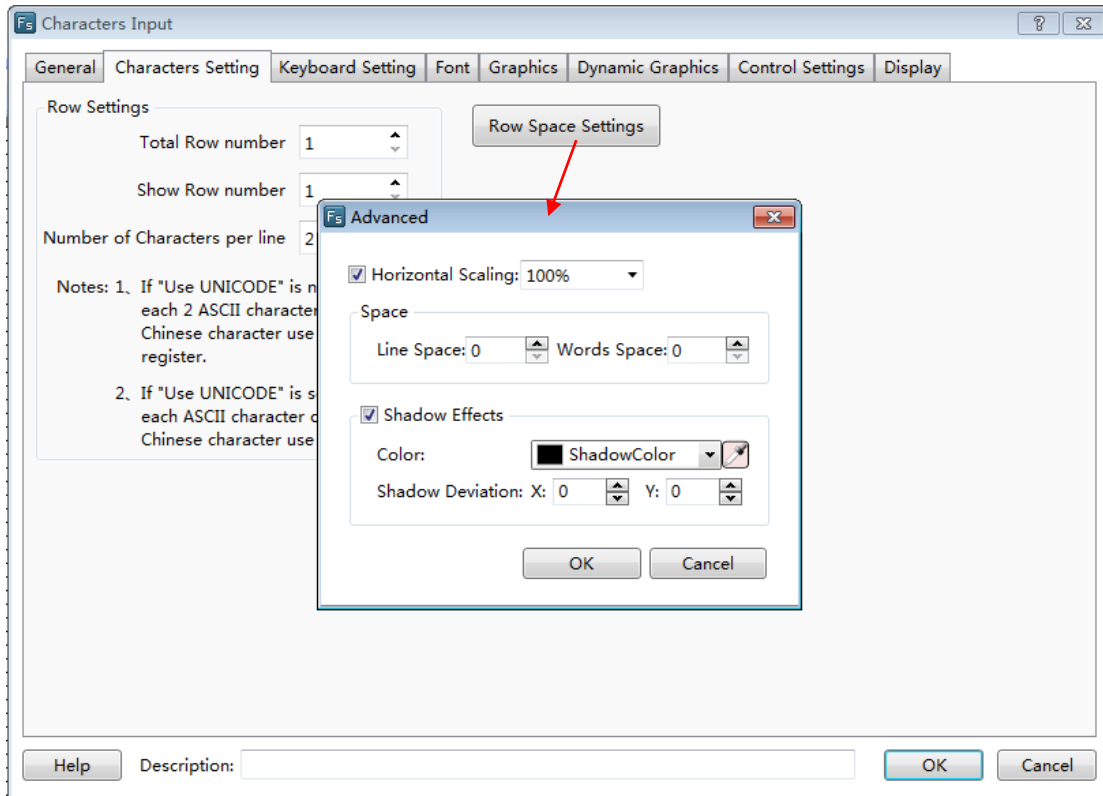 Fs Characters Input
General Characters Setting Keyboard Setting Font Graphics Dynamic Graphics Control Settings Display
Row Settings
Total Row number 1
Show Row number 1
Number of Characters per line 2
Notes: 1、If "Use UNICODE" is n
each 2 ASCII character
Chinese character use
register.
2、If "Use UNICODE" is s
each ASCII character
Chinese character use
Row Space Settings
Fs Advanced
Horizontal Scaling: 100%
Space
Line Space: 0 Words Space: 0
Shadow Effects
Color: ShadowColor
Shadow Deviation: X: 0 Y: 0
OK Cancel
Help Description: OK Cancel